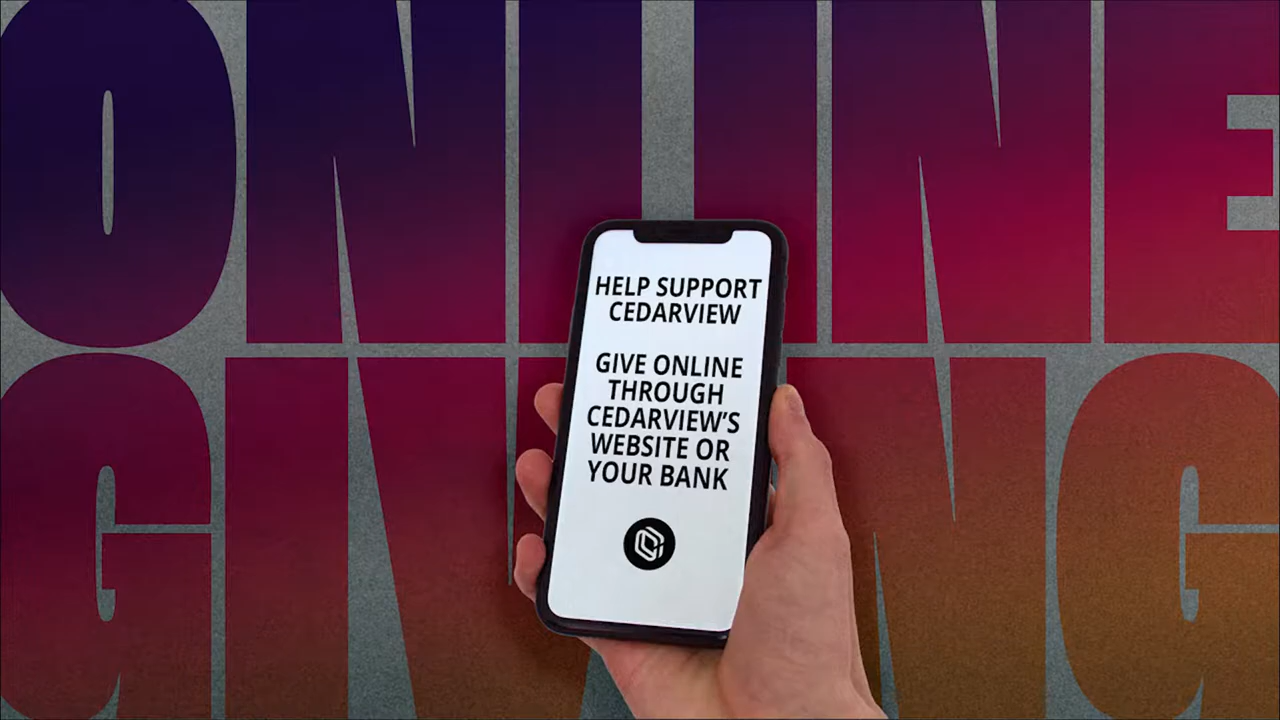 ONLINE
GIVING
HELP SUPPORT
CEDARVIEW
GIVE ONLINE
THROUGH
CEDARVIEW’S
WEBSITE OR
YOUR BANK